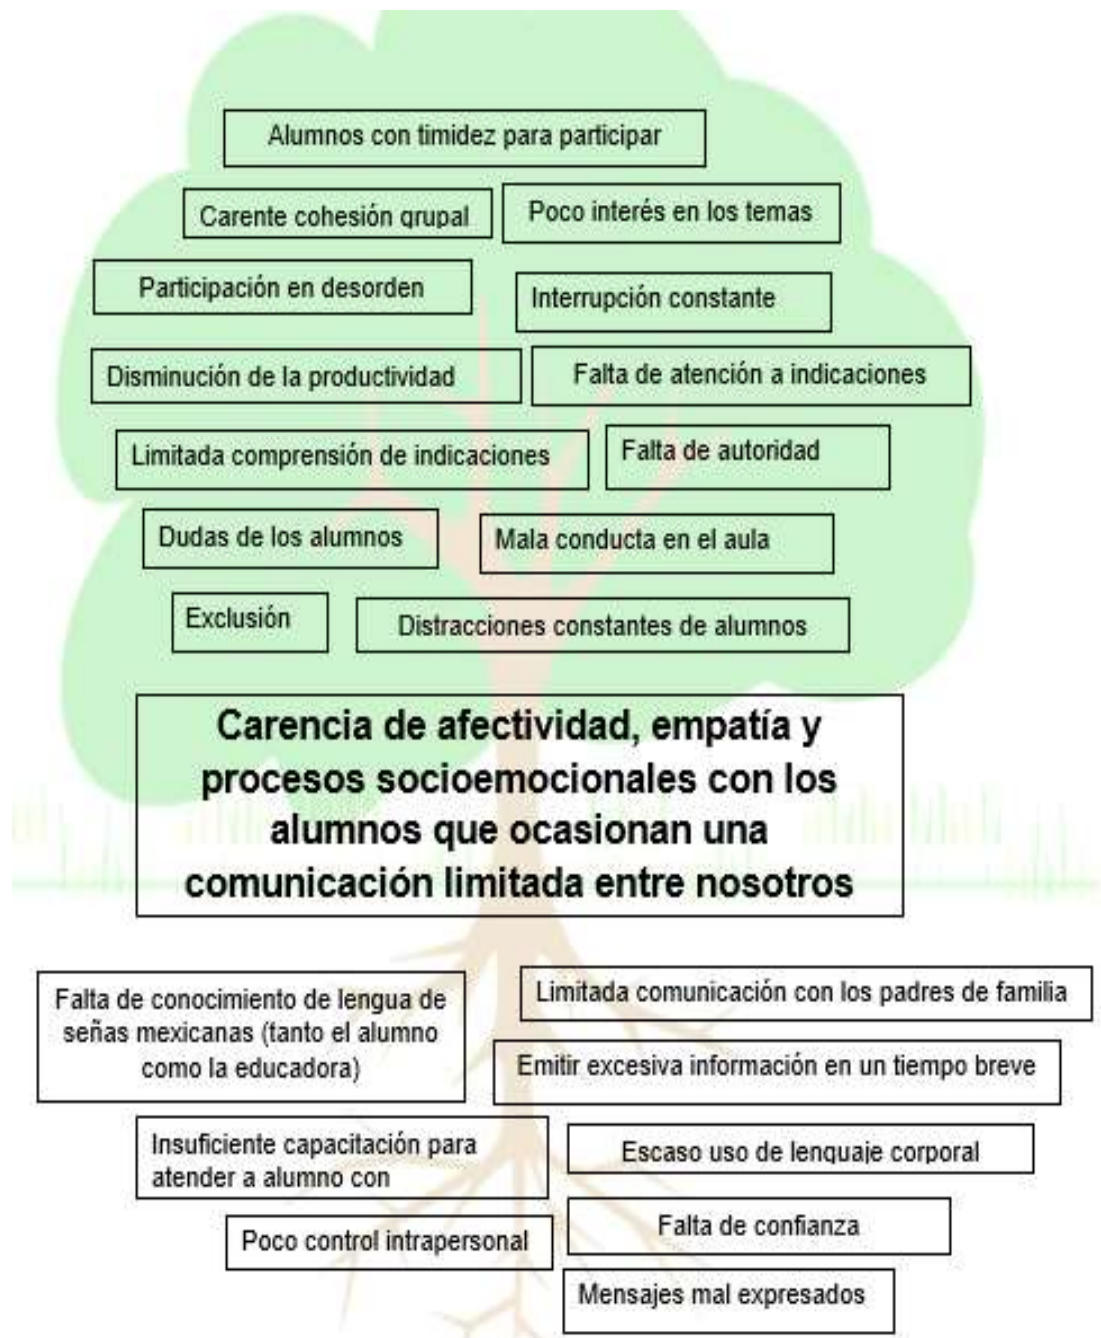 Alumnos con timidez para participar
Carente cohesión grupal
Poco interés en los temas
Participación en desorden
Interrupción constante
Disminución de la productividad
Falta de atención a indicaciones
Limitada comprensión de indicaciones
Falta de autoridad
Dudas de los alumnos
Mala conducta en el aula
Exclusión
Distracciones constantes de alumnos
Carencia de afectividad, empatía y
procesos socioemocionales con los
alumnos que ocasionan una
comunicación limitada entre nosotros
Falta de conocimiento de lengua de
señas mexicanas (tanto el alumno
como la educadora)
Limitada comunicación con los padres de familia
Emitir excesiva información en un tiempo breve
Insuficiente capacitación para
atender a alumno con
Escaso uso de lenguaje corporal
Poco control intrapersonal
Falta de confianza
Mensajes mal expresados